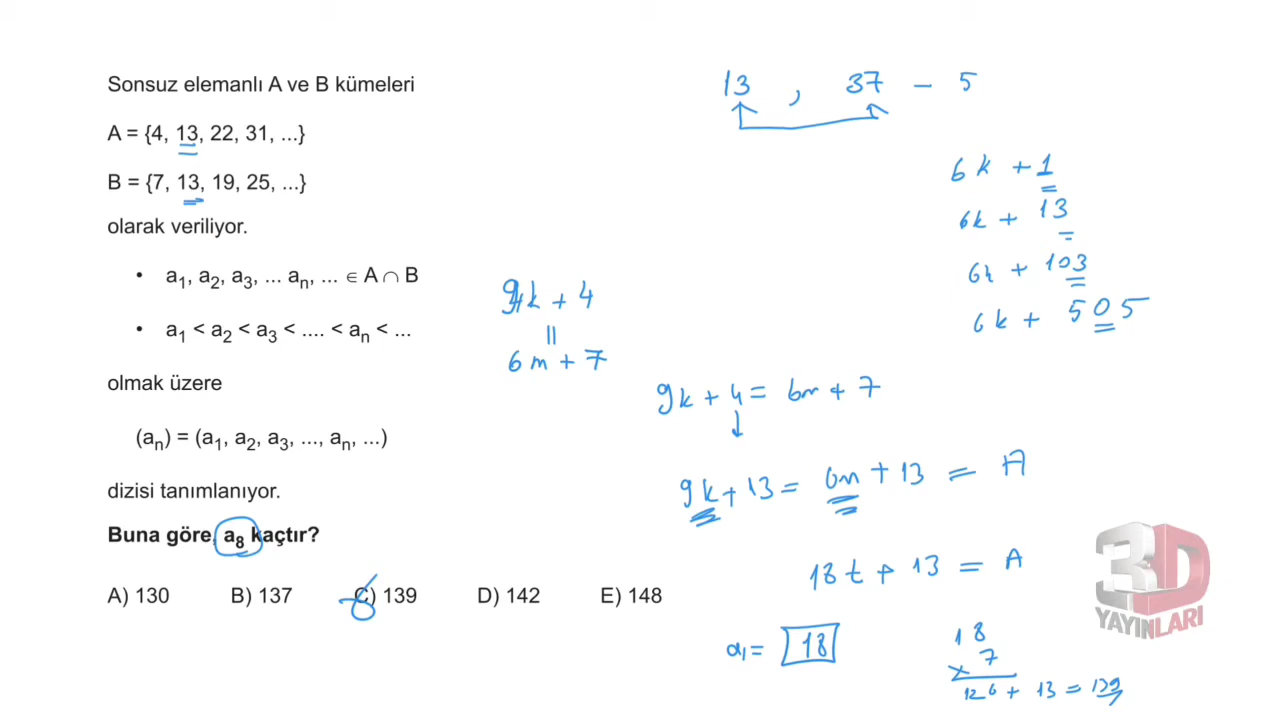 Sonsuz elemanlı A ve B kümeleri
A = {4, 13, 22, 31, ...}
B = {7, 13, 19, 25, ...}
olarak veriliyor.
• a1, a2, a3, ... an, ... ∈ A ∩ B
• a1 < a2 < a3 < .... < an < ...
olmak üzere
(an) = (a1, a2, a3, ..., an, ...)
dizisi tanımlanıyor.
Buna göre, a8 kaçtır?
A) 130 B) 137 C) 139 D) 142 E) 148
9k + 4
=
6m + 7
13 , 37 - 5
6k + 1
6k + 13
6k + 103
6k + 505
9k + 4 = 6m + 7
9k + 13 = 6m + 13 = A
18t + 13 = A
a1 = 18
18
x 7
126 + 13 = 139
3D
YAYINLARI